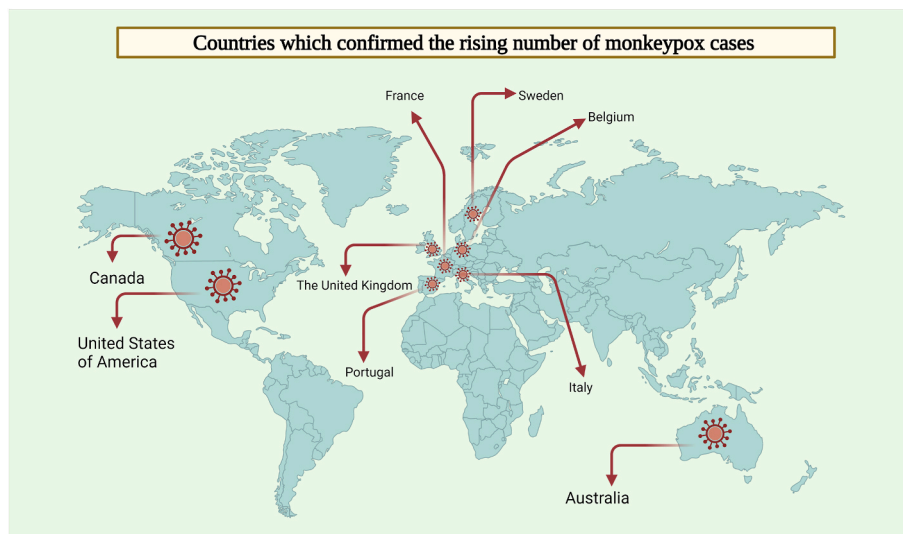 Countries which confirmed the rising number of monkeypox cases
France
Sweden
Belgium
Canada
The United Kingdom
United States
of America
Portugal
Italy
Australia